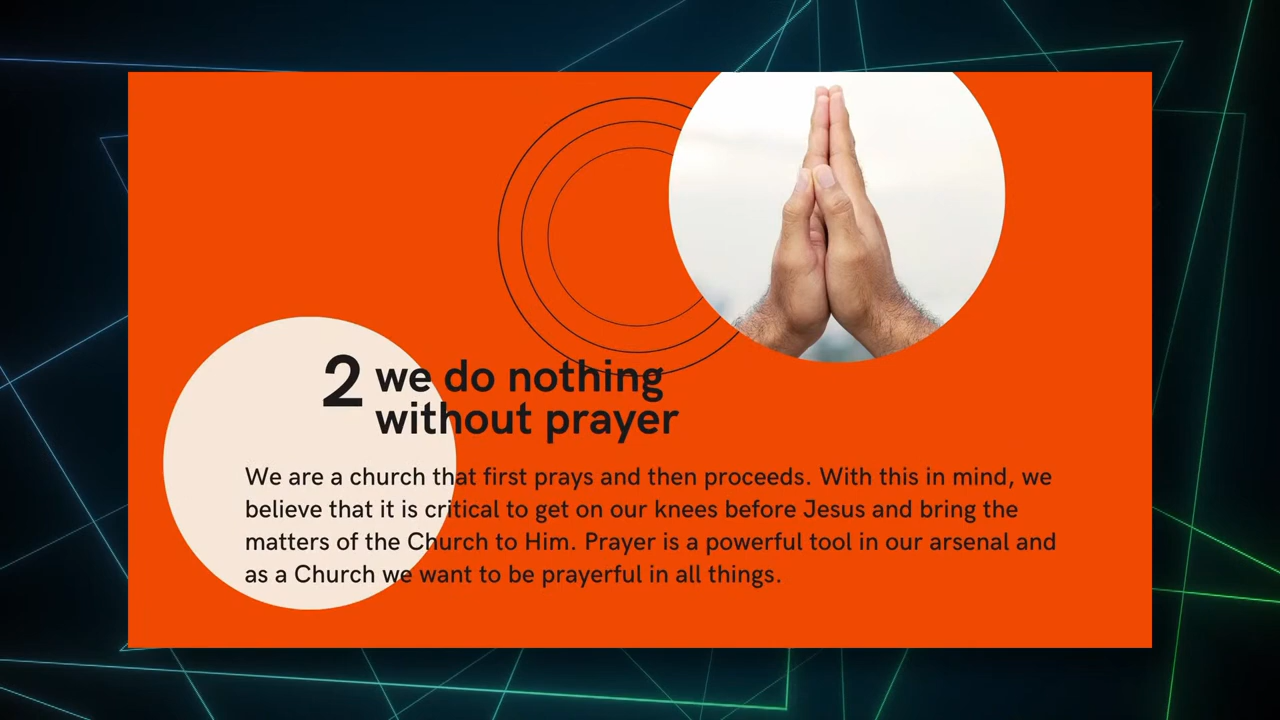 2 we do nothing
without prayer
We are a church that first prays and then proceeds. With this in mind, we
believe that it is critical to get on our knees before Jesus and bring the
matters of the Church to Him. Prayer is a powerful tool in our arsenal and
as a Church we want to be prayerful in all things.